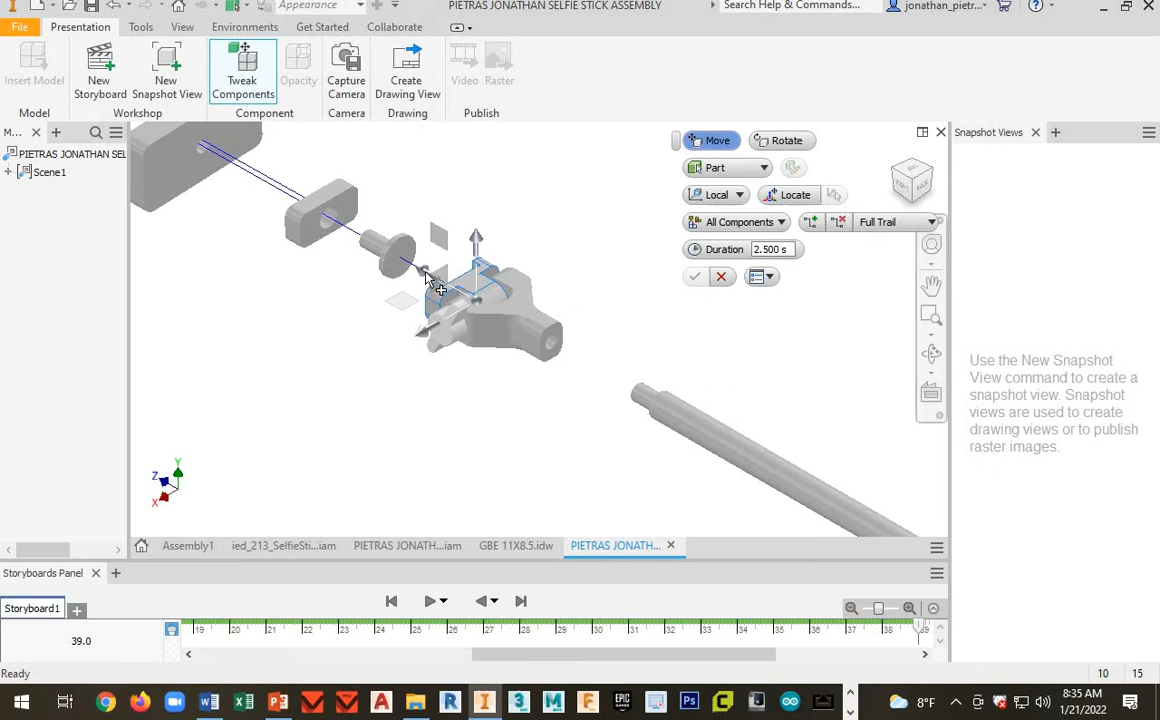 Appearance
PIETRAS JONATHAN SELFIE STICK ASSEMBLY
Search Help & Commands...
jonathan_pietr...
File Presentation Tools View Environments Get Started Collaborate
Insert Model
New Storyboard
New Snapshot View
Tweak Components
Opacity
Capture Camera
Create Drawing View
Video
Raster
Model Workshop Component Camera Drawing Publish
M...
PIETRAS JONATHAN SEL
Scene1
Move
Rotate
Part
Local
Locate
All Components
Full Trail
Duration 2.500 s
Snapshot Views
Use the New Snapshot
View command to create a
snapshot view. Snapshot
views are used to create
drawing views or to publish
raster images.
Y
Z
X
Assembly1
ied_213_SelfieSti...iam
PIETRAS JONATH...iam
GBE 11X8.5.idw
PIETRAS JONATH...
Storyboards Panel
Storyboard1
39.0
19 20 21 22 23 24 25 26 27 28 29 30 31 32 33 34 35 36 37 38 39
Ready
10 15
8°F
8:35 AM
1/21/2022